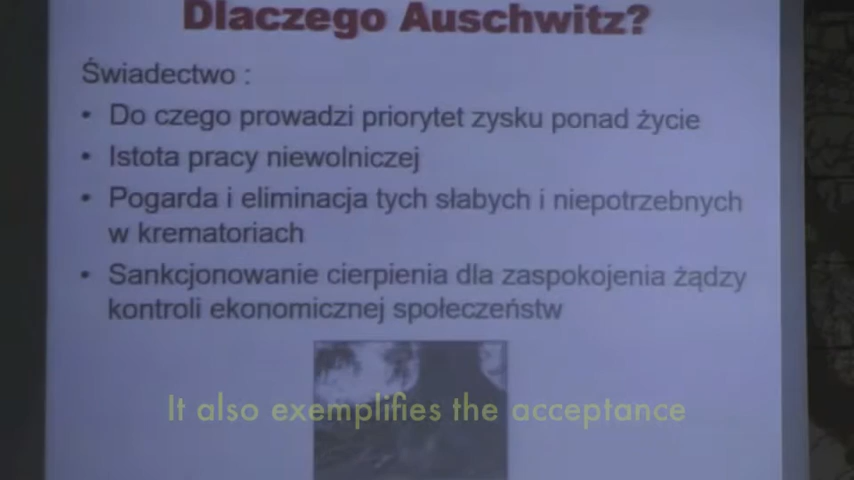 Dlaczego Auschwitz?
Świadectwo :
• Do czego prowadzi priorytet zysku ponad życie
• Istota pracy niewolniczej
• Pogarda i eliminacja tych słabych i niepotrzebnych
w krematoriach
• Sankcjonowanie cierpienia dla zaspokojenia żądzy
kontroli ekonomicznej społeczeństw
It also exemplifies the acceptance